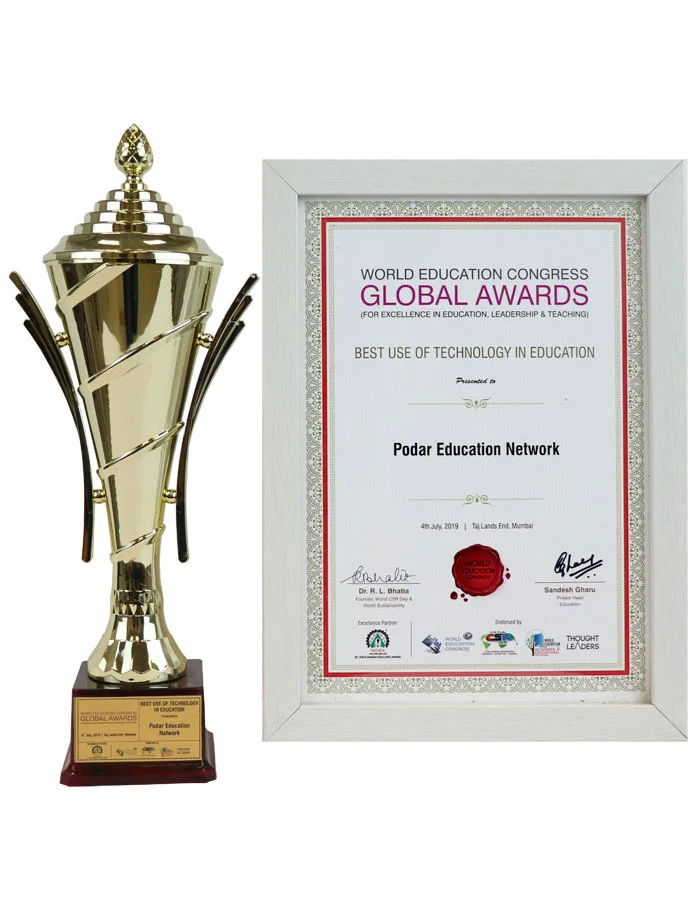 WORLD EDUCATION CONGRESS
GLOBAL AWARDS
(FOR EXCELLENCE IN EDUCATION, LEADERSHIP & TEACHING)
BEST USE OF TECHNOLOGY IN EDUCATION
Presented to
Podar Education Network
4th July, 2019 | Taj Lands End, Mumbai
WORLD
EDUCATION
CONGRESS
Dr. R. L. Bhatia
Founder, World CSR Day &
World Sustainability
Sandesh Gharu
Project Head
Education
Excellence Partner
Endorsed by
WORLD
EDUCATION
CONGRESS
THOUGHT
LEADERS
WORLD EDUCATION CONGRESS
GLOBAL AWARDS
BEST USE OF TECHNOLOGY
IN EDUCATION
Presented to
Podar Education
Network